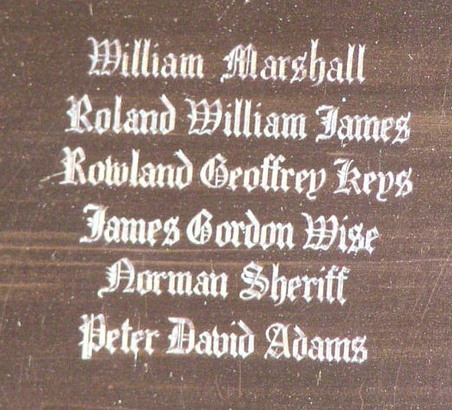 William Marshall
Roland William James
Rowland Geoffrey Keys
James Gordon Wise
Norman Sheriff
Peter David Adams